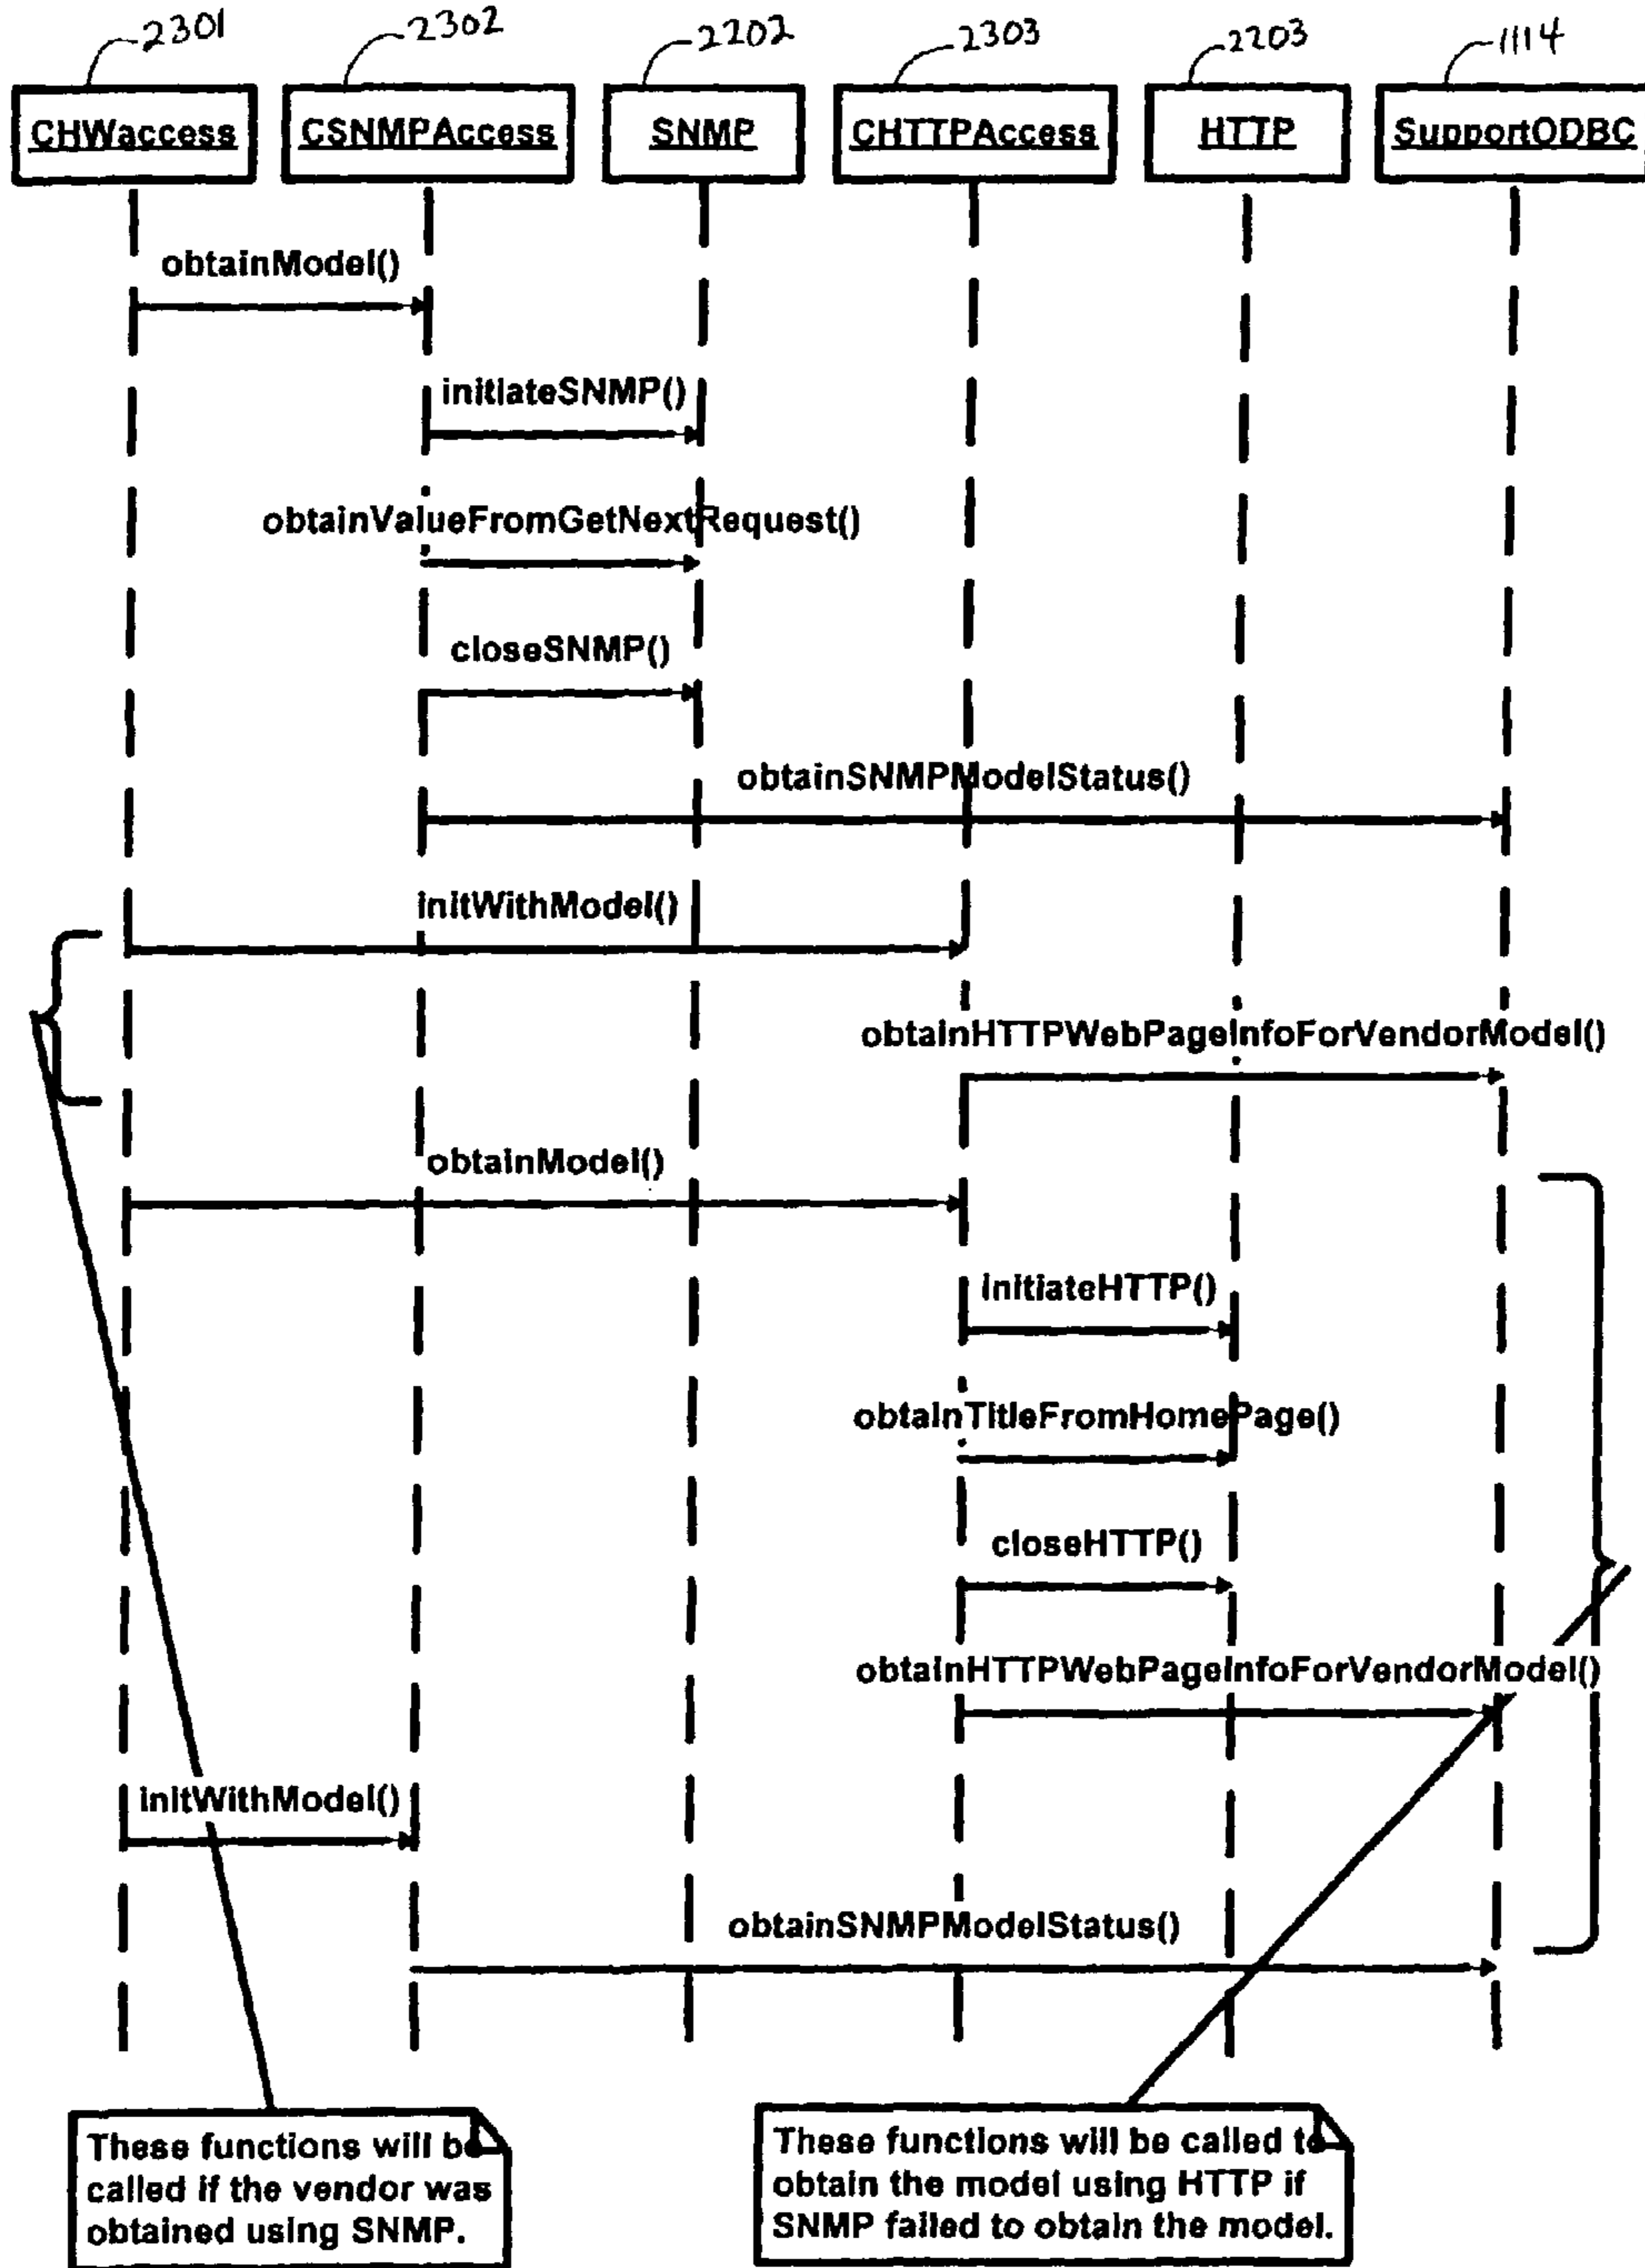 2301
2302
2202
2303
2203
1114
CHWaccess
CSNMPAccess
SNMP
CHTTPAccess
HTTP
SupportODBC
obtainModel()
initiateSNMP()
obtainValueFromGetNextRequest()
closeSNMP()
obtainSNMPModelStatus()
initWithModel()
obtainHTTPWebPageInfoForVendorModel()
obtainModel()
initiateHTTP()
obtainTitleFromHomePage()
closeHTTP()
obtainHTTPWebPageInfoForVendorModel()
initWithModel()
obtainSNMPModelStatus()
These functions will be
called if the vendor was
obtained using SNMP.
These functions will be called to
obtain the model using HTTP if
SNMP failed to obtain the model.